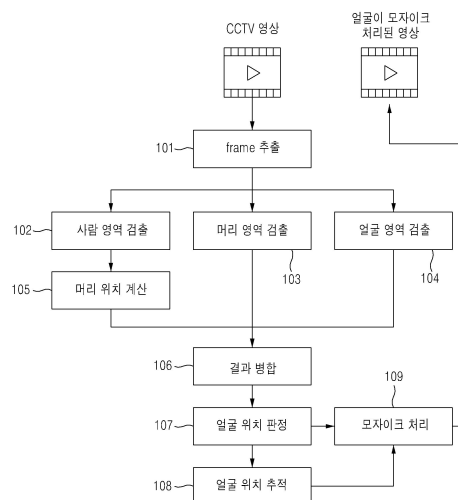 CCTV 영상
얼굴이 모자이크
처리된 영상
101
frame 추출
102
사람 영역 검출
머리 영역 검출
얼굴 영역 검출
103
104
105
머리 위치 계산
106
결과 병합
109
107
얼굴 위치 판정
모자이크 처리
108
얼굴 위치 추적